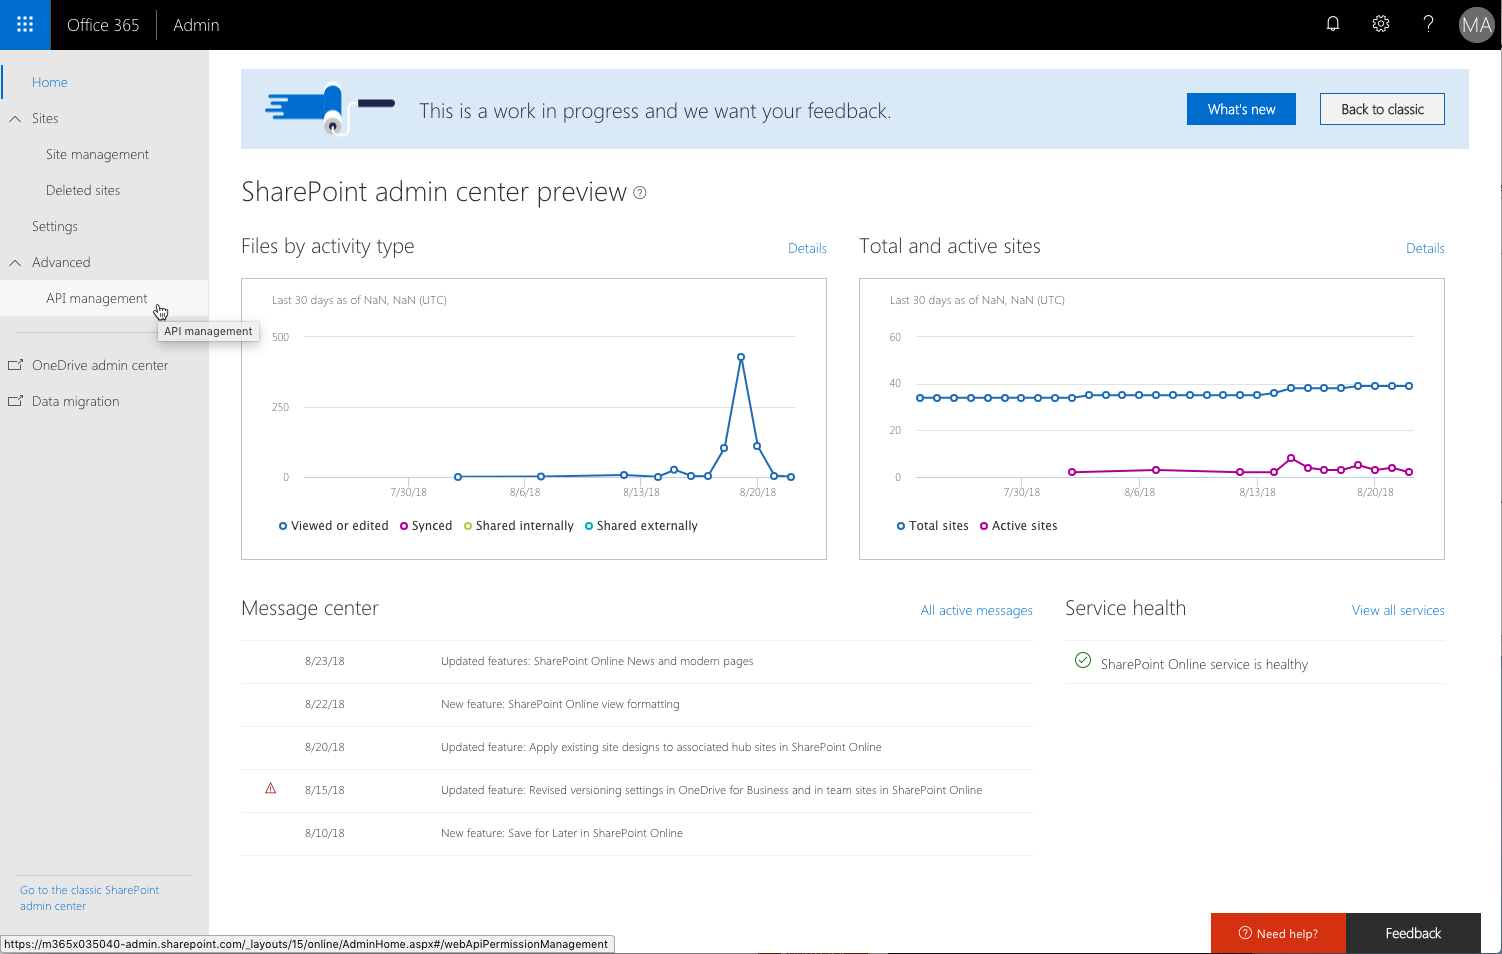 Office 365
Admin
?
MA
Home
Sites
Site management
Deleted sites
Settings
Advanced
API management
API management
OneDrive admin center
Data migration
Go to the classic SharePoint
admin center
This is a work in progress and we want your feedback.
What's new
Back to classic
SharePoint admin center preview ?
Files by activity type
Details
Last 30 days as of NaN, NaN (UTC)
500
250
0
7/30/18 8/6/18 8/13/18 8/20/18
Viewed or edited Synced Shared internally Shared externally
Total and active sites
Details
Last 30 days as of NaN, NaN (UTC)
60
40
20
0
7/30/18 8/6/18 8/13/18 8/20/18
Total sites Active sites
Message center
All active messages
8/23/18 Updated features: SharePoint Online News and modern pages
8/22/18 New feature: SharePoint Online view formatting
8/20/18 Updated feature: Apply existing site designs to associated hub sites in SharePoint Online
8/15/18 Updated feature: Revised versioning settings in OneDrive for Business and in team sites in SharePoint Online
8/10/18 New feature: Save for Later in SharePoint Online
Service health
View all services
SharePoint Online service is healthy
? Need help?
Feedback
https://m365x035040-admin.sharepoint.com/_layouts/15/online/AdminHome.aspx#/webApiPermissionManagement